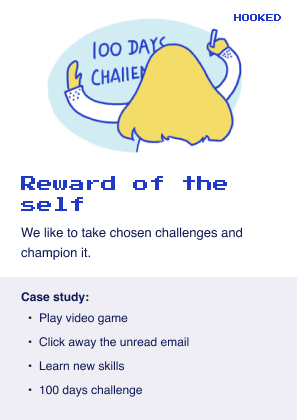 HOOKED
100 DAYS
CHALLEN
Reward of the
self
We like to take chosen challenges and
champion it.
Case study:
• Play video game
• Click away the unread email
• Learn new skills
• 100 days challenge